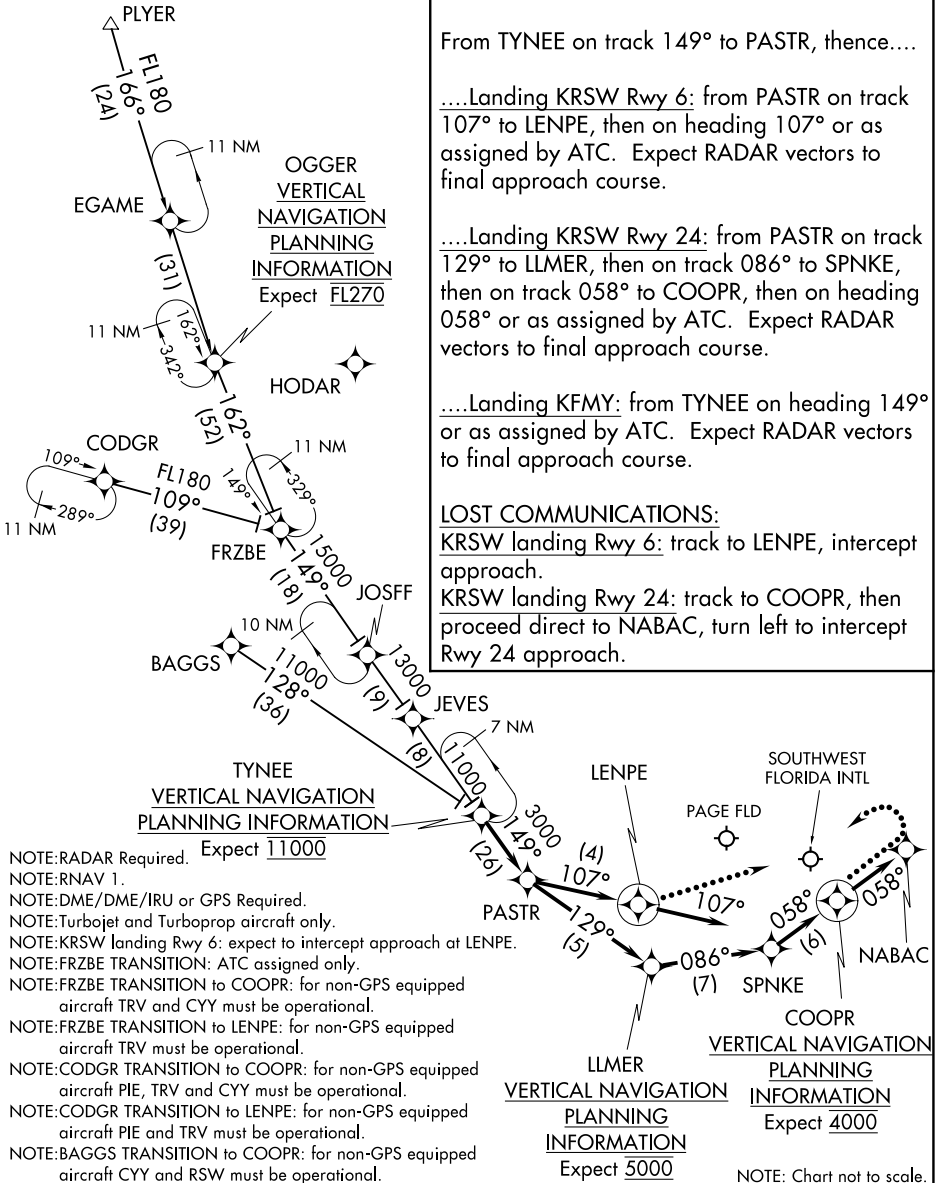 PLYER
FL180
166°
(24)
11 NM
EGAME
(31)
OGGER
VERTICAL
NAVIGATION
PLANNING
INFORMATION
Expect FL270
11 NM
162°
342°
HODAR
162°
(52)
CODGR
109°
289°
11 NM
FL180
109°
(39)
11 NM
149°
329°
FRZBE
15000
149°
(18)
JOSFF
10 NM
BAGGS
11000
128°
(36)
13000
(9)
JEVES
(8)
7 NM
11000
TYNEE
VERTICAL NAVIGATION
PLANNING INFORMATION
Expect 11000
3000
149°
(26)
PASTR
LENPE
(4)
107°
107°
PAGE FLD
SOUTHWEST
FLORIDA INTL
129°
(5)
086°
(7)
SPNKE
058°
(6)
058°
NABAC
LLMER
VERTICAL NAVIGATION
PLANNING
INFORMATION
Expect 5000
COOPR
VERTICAL NAVIGATION
PLANNING
INFORMATION
Expect 4000
From TYNEE on track 149° to PASTR, thence....
....Landing KRSW Rwy 6: from PASTR on track
107° to LENPE, then on heading 107° or as
assigned by ATC. Expect RADAR vectors to
final approach course.
....Landing KRSW Rwy 24: from PASTR on track
129° to LLMER, then on track 086° to SPNKE,
then on track 058° to COOPR, then on heading
058° or as assigned by ATC. Expect RADAR
vectors to final approach course.
....Landing KFMY: from TYNEE on heading 149°
or as assigned by ATC. Expect RADAR vectors
to final approach course.
LOST COMMUNICATIONS:
KRSW landing Rwy 6: track to LENPE, intercept
approach.
KRSW landing Rwy 24: track to COOPR, then
proceed direct to NABAC, turn left to intercept
Rwy 24 approach.
NOTE:RADAR Required.
NOTE:RNAV 1.
NOTE:DME/DME/IRU or GPS Required.
NOTE:Turbojet and Turboprop aircraft only.
NOTE:KRSW landing Rwy 6: expect to intercept approach at LENPE.
NOTE:FRZBE TRANSITION: ATC assigned only.
NOTE:FRZBE TRANSITION to COOPR: for non-GPS equipped
aircraft TRV and CYY must be operational.
NOTE:FRZBE TRANSITION to LENPE: for non-GPS equipped
aircraft TRV must be operational.
NOTE:CODGR TRANSITION to COOPR: for non-GPS equipped
aircraft PIE, TRV and CYY must be operational.
NOTE:CODGR TRANSITION to LENPE: for non-GPS equipped
aircraft PIE and TRV must be operational.
NOTE:BAGGS TRANSITION to COOPR: for non-GPS equipped
aircraft CYY and RSW must be operational.
NOTE: Chart not to scale.